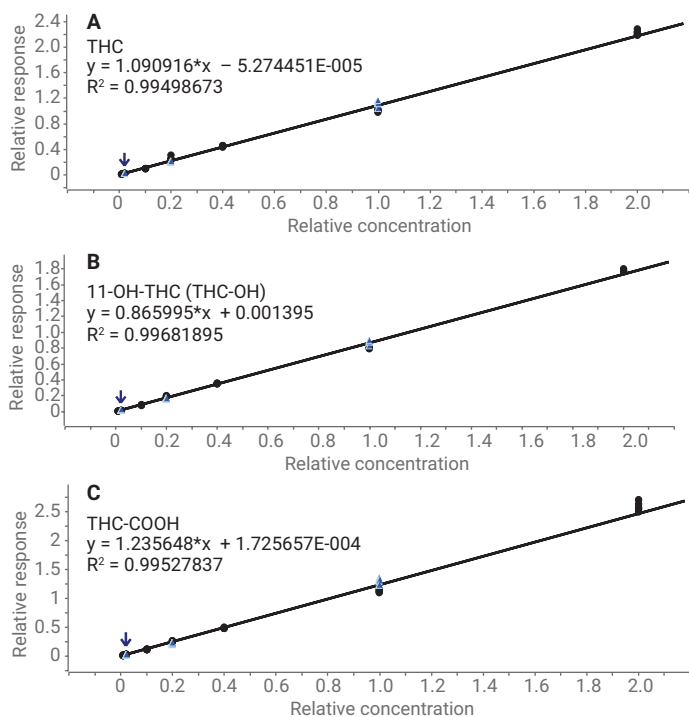 A
THC
y = 1.090916*x – 5.274451E-005
R² = 0.99498673
Relative response
2.4
2.0
1.6
1.2
0.8
0.4
0
0 0.2 0.4 0.6 0.8 1.0 1.2 1.4 1.6 1.8 2.0
Relative concentration
B
11-OH-THC (THC-OH)
y = 0.865995*x + 0.001395
R² = 0.99681895
Relative response
1.8
1.6
1.4
1.2
1.0
0.8
0.6
0.4
0.2
0
0 0.2 0.4 0.6 0.8 1.0 1.2 1.4 1.6 1.8 2.0
Relative concentration
C
THC-COOH
y = 1.235648*x + 1.725657E-004
R² = 0.99527837
Relative response
2.5
2
1.5
1
0.5
0
0 0.2 0.4 0.6 0.8 1.0 1.2 1.4 1.6 1.8 2.0
Relative concentration